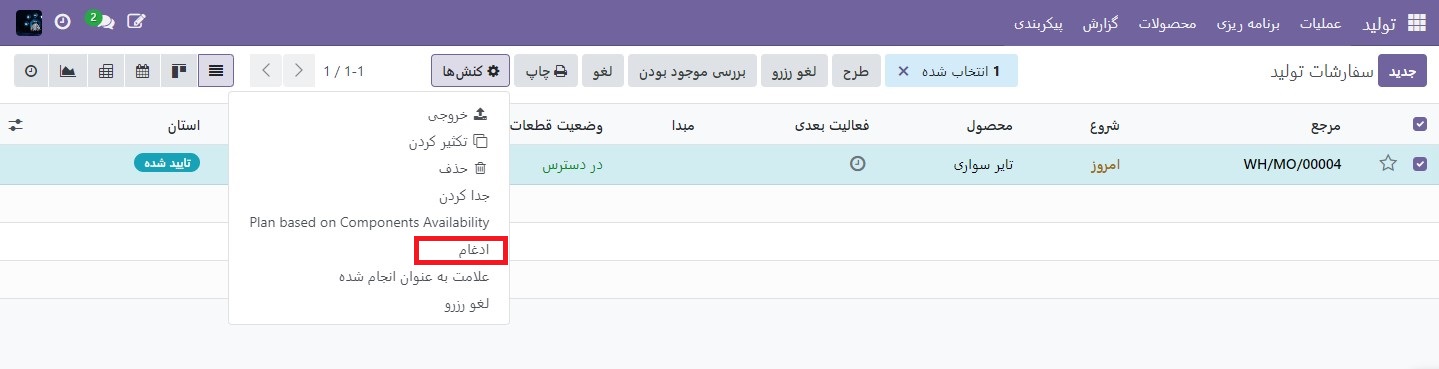 تولید عملیات برنامه ریزی محصولات گزارش پیکربندی 2
جدید سفارشات تولید 1 انتخاب شده طرح لغو رزرو بررسی موجود بودن لغو چاپ کنش‌ها 1-1 / 1
مرجع شروع محصول فعالیت بعدی مبدا وضعیت قطعات استان
WH/MO/00004 امروز تایر سواری در دسترس تایید شده
خروجی
تکثیر کردن
حذف
جدا کردن
Plan based on Components Availability
ادغام
علامت به عنوان انجام شده
لغو رزرو